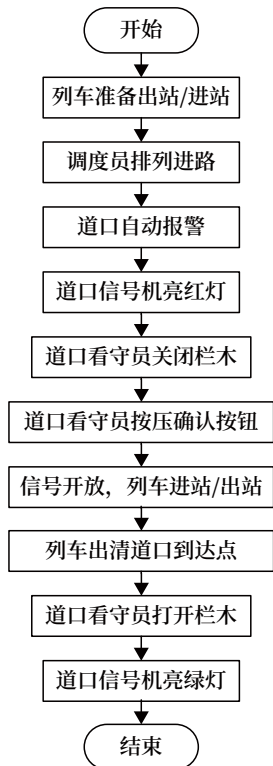 开始
列车准备出站/进站
调度员排列进路
道口自动报警
道口信号机亮红灯
道口看守员关闭栏木
道口看守员按压确认按钮
信号开放，列车进站/出站
列车出清道口到达点
道口看守员打开栏木
道口信号机亮绿灯
结束